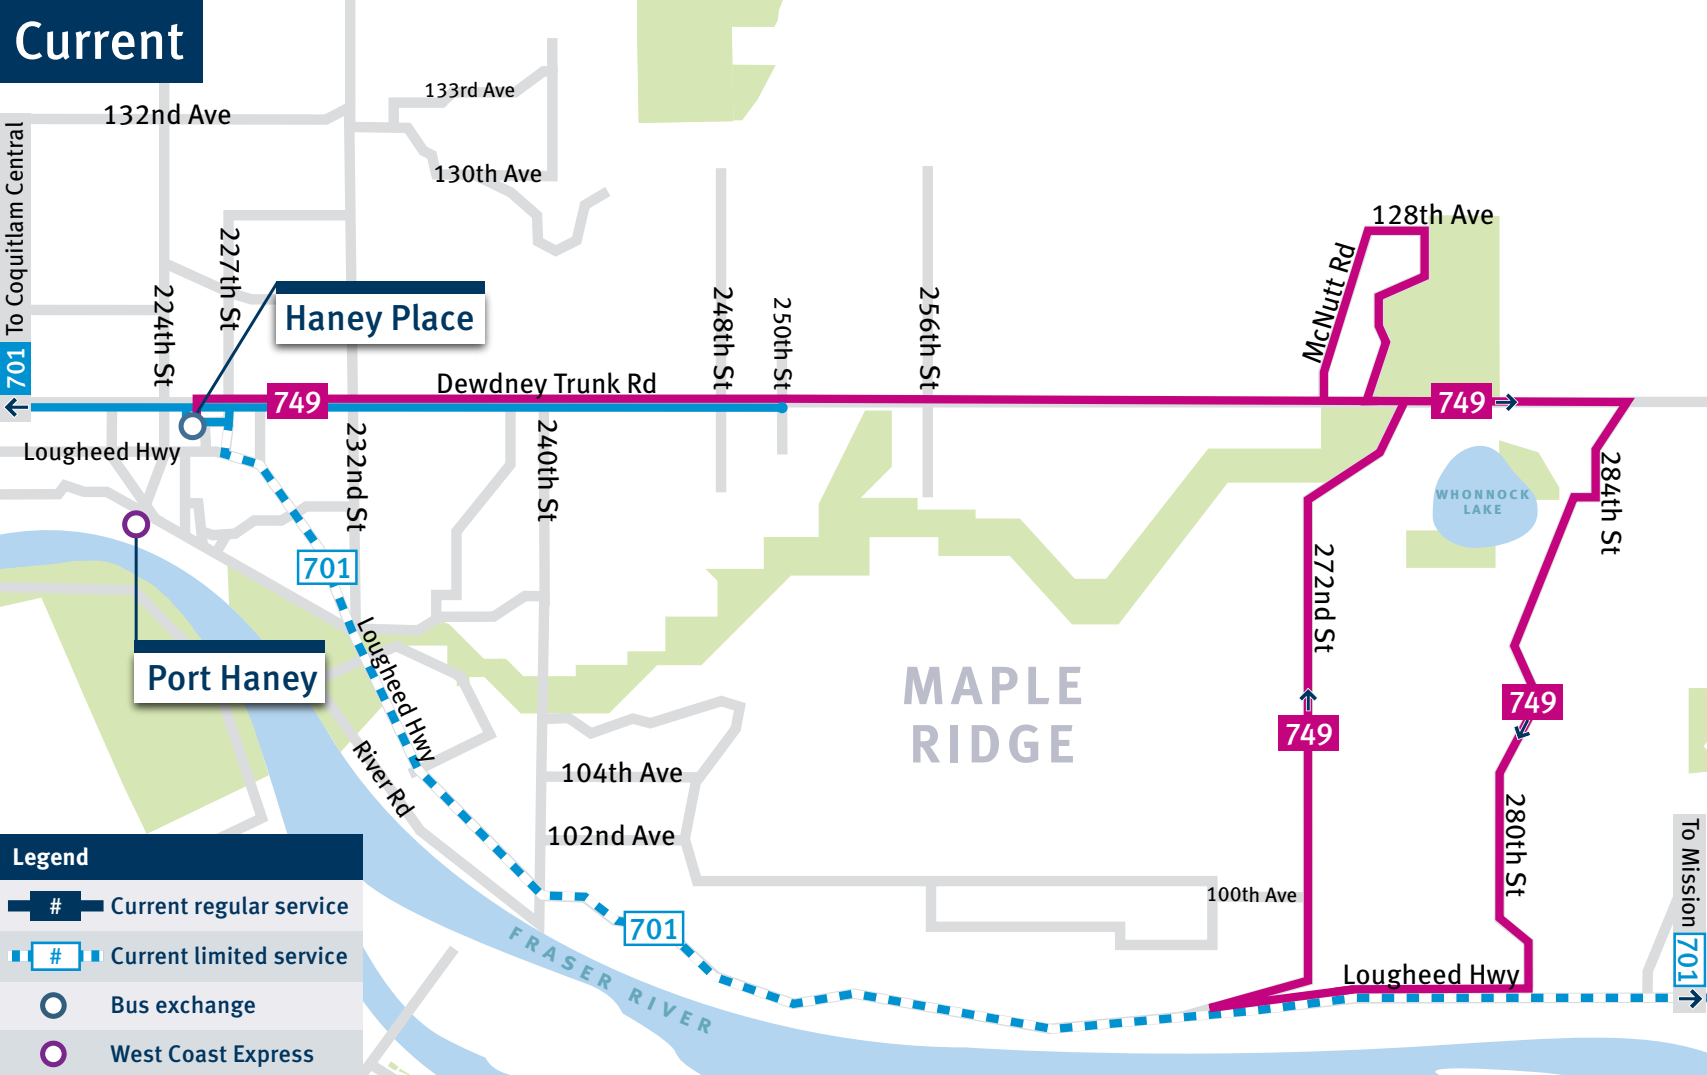 Current
133rd Ave
132nd Ave
130th Ave
To Coquitlam Central
701
128th Ave
McNutt Rd
227th St
224th St
Haney Place
248th St
250th St
256th St
Dewdney Trunk Rd
749
749
Lougheed Hwy
232nd St
240th St
284th St
WHONNOCK
LAKE
701
272nd St
Lougheed Hwy
Port Haney
MAPLE
RIDGE
749
749
River Rd
104th Ave
102nd Ave
280th St
To Mission
701
100th Ave
701
FRASER RIVER
Lougheed Hwy
Legend
# Current regular service
# Current limited service
Bus exchange
West Coast Express